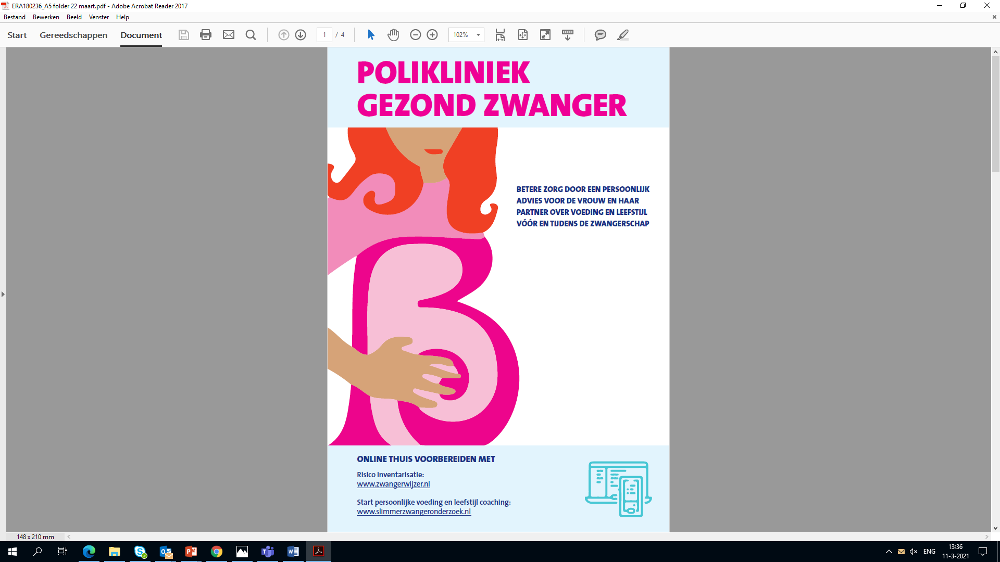 ERA180236_A5 folder 22 maart.pdf - Adobe Acrobat Reader 2017
Bestand Bewerken Beeld Venster Help
Start Gereedschappen Document 1 / 4 102%
POLIKLINIEK
GEZOND ZWANGER
BETERE ZORG DOOR EEN PERSOONLIJK
ADVIES VOOR DE VROUW EN HAAR
PARTNER OVER VOEDING EN LEEFSTIJL
VÓÓR EN TIJDENS DE ZWANGERSCHAP
ONLINE THUIS VOORBEREIDEN MET
Risico inventarisatie:
www.zwangerwijzer.nl
Start persoonlijke voeding en leefstijl coaching:
www.slimmerzwangeronderzoek.nl
148 x 210 mm
ENG
13:36
11-3-2021